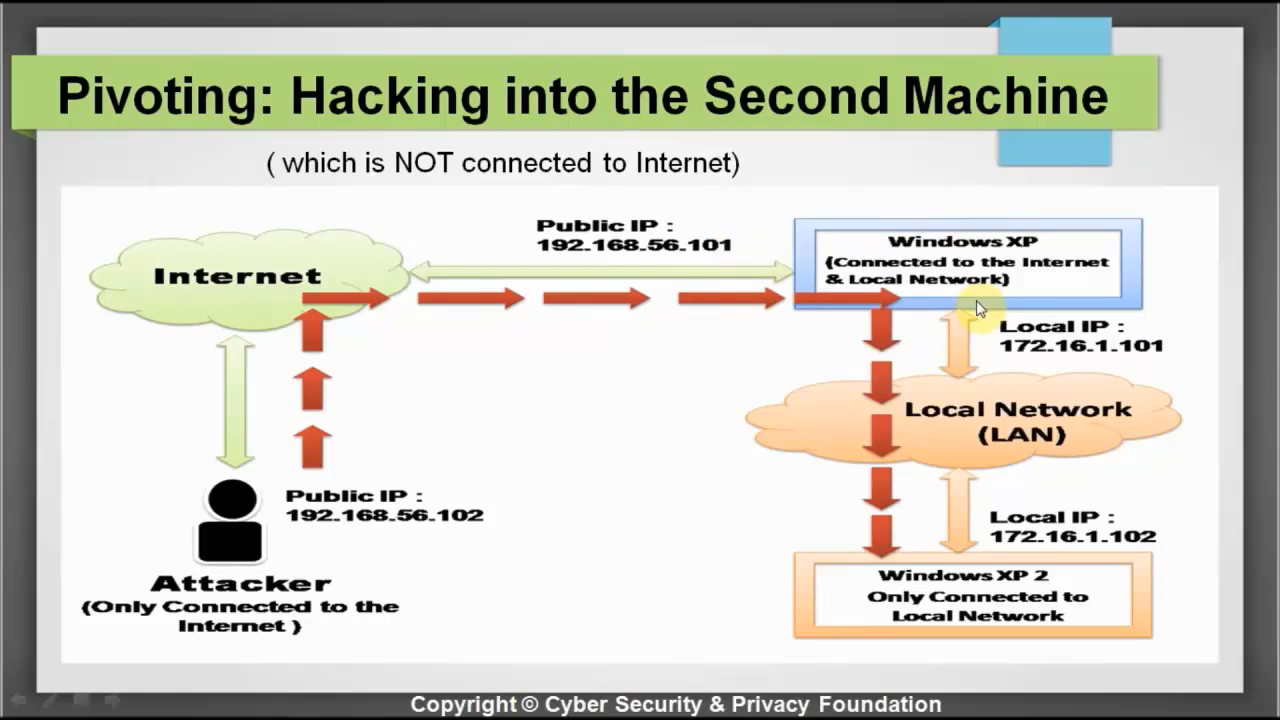 Pivoting: Hacking into the Second Machine
( which is NOT connected to Internet)
Public IP :
192.168.56.101
Windows XP
(Connected to the Internet
& Local Network)
Internet
Local IP :
172.16.1.101
Local Network
(LAN)
Public IP :
192.168.56.102
Local IP :
172.16.1.102
Attacker
(Only Connected to the
Internet )
Windows XP 2
Only Connected to
Local Network
Copyright © Cyber Security & Privacy Foundation